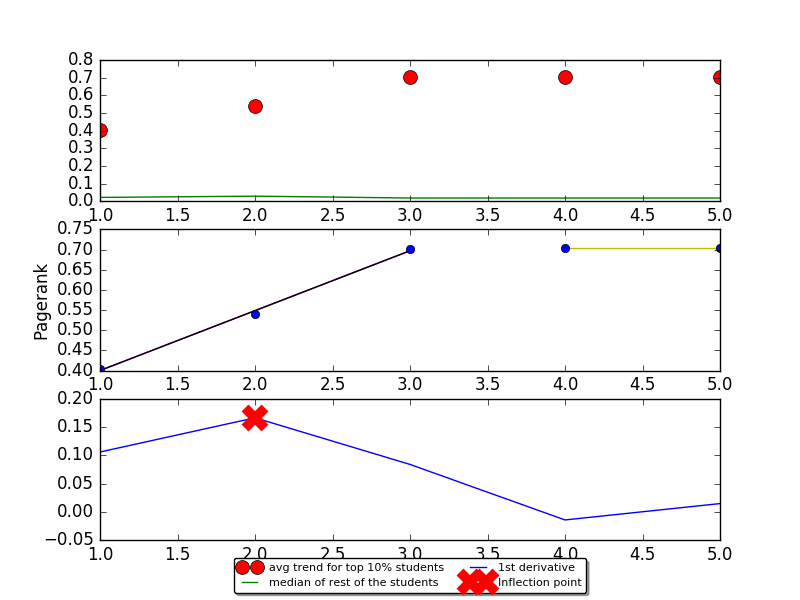 0.8
0.7
0.6
0.5
0.4
0.3
0.2
0.1
0.0
1.0 1.5 2.0 2.5 3.0 3.5 4.0 4.5 5.0
0.75
0.70
0.65
0.60
0.55
0.50
0.45
0.40
Pagerank
1.0 1.5 2.0 2.5 3.0 3.5 4.0 4.5 5.0
0.20
0.15
0.10
0.05
0.00
−0.05
1.0 1.5 2.0 2.5 3.0 3.5 4.0 4.5 5.0
avg trend for top 10% students
median of rest of the students
1st derivative
Inflection point